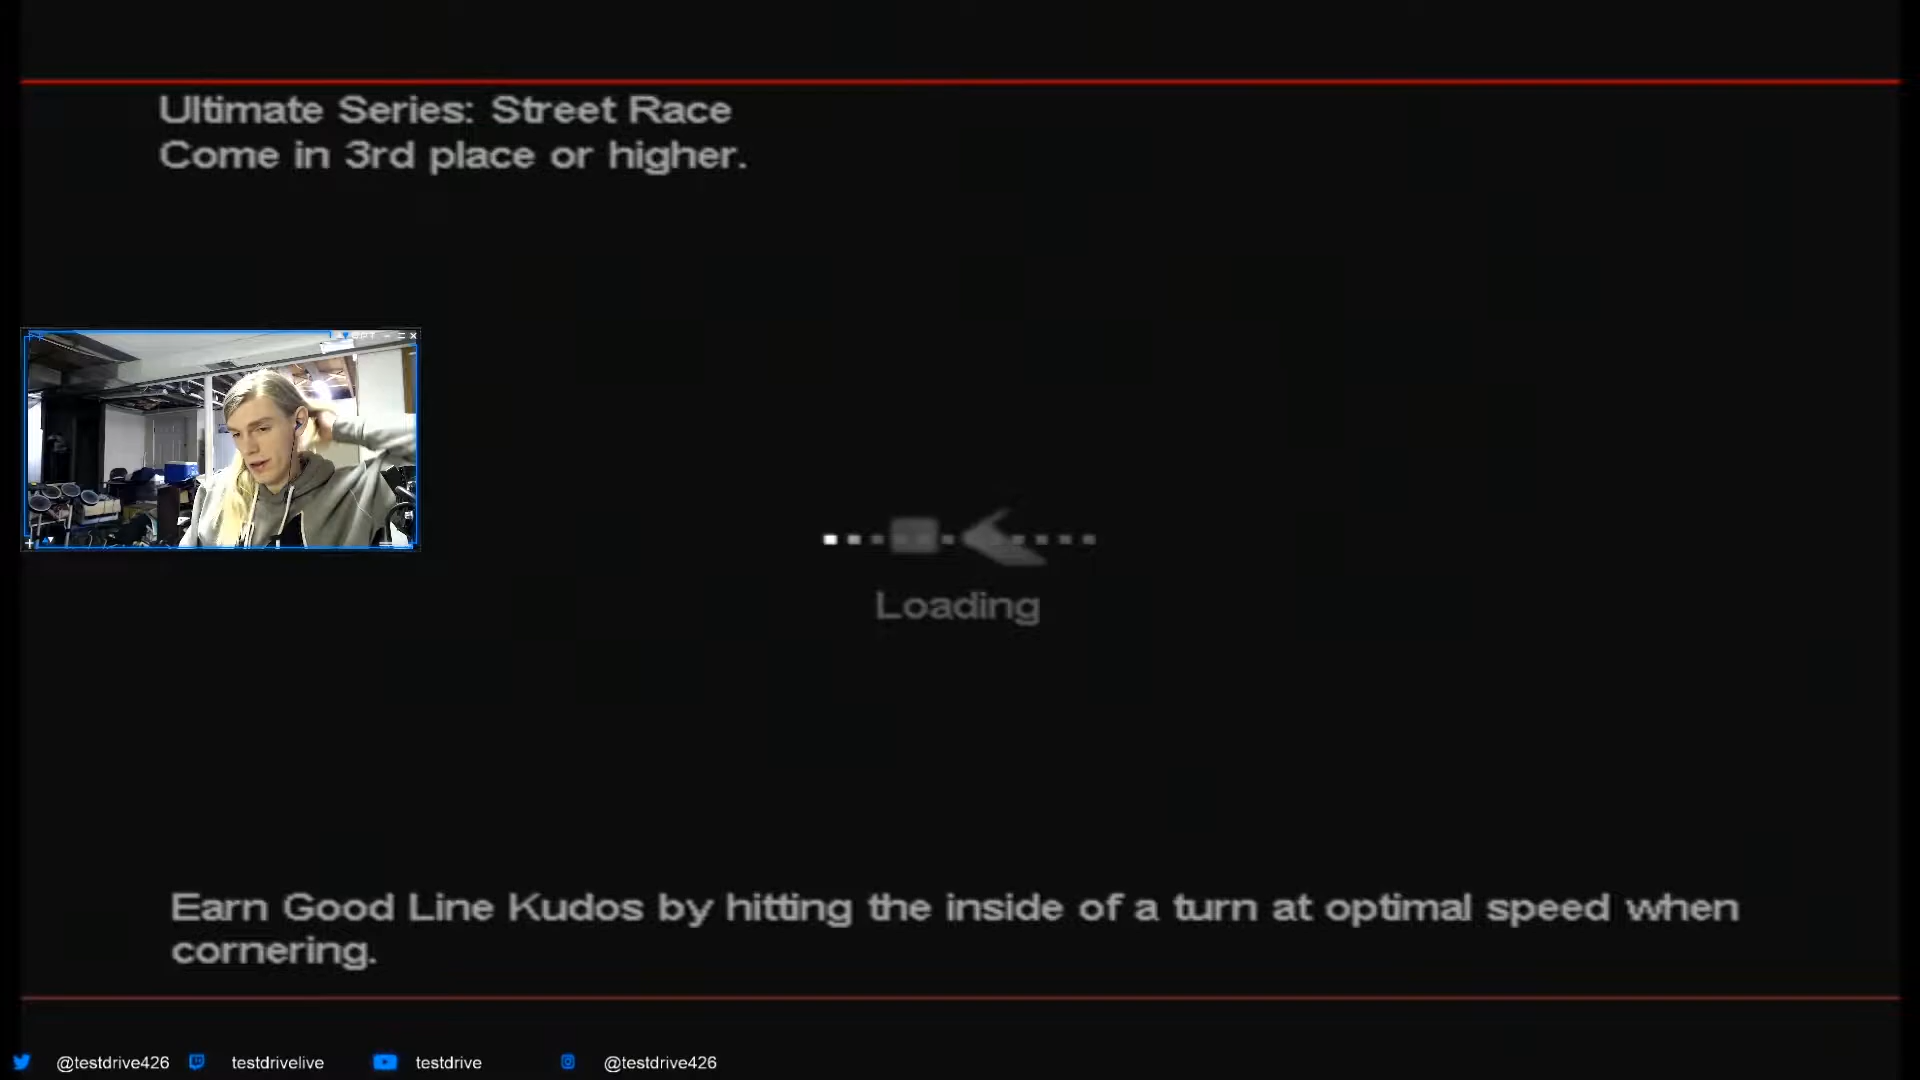 Ultimate Series: Street Race
Come in 3rd place or higher.
Loading
Earn Good Line Kudos by hitting the inside of a turn at optimal speed when
cornering.
@testdrive426 testdrivelive testdrive @testdrive426